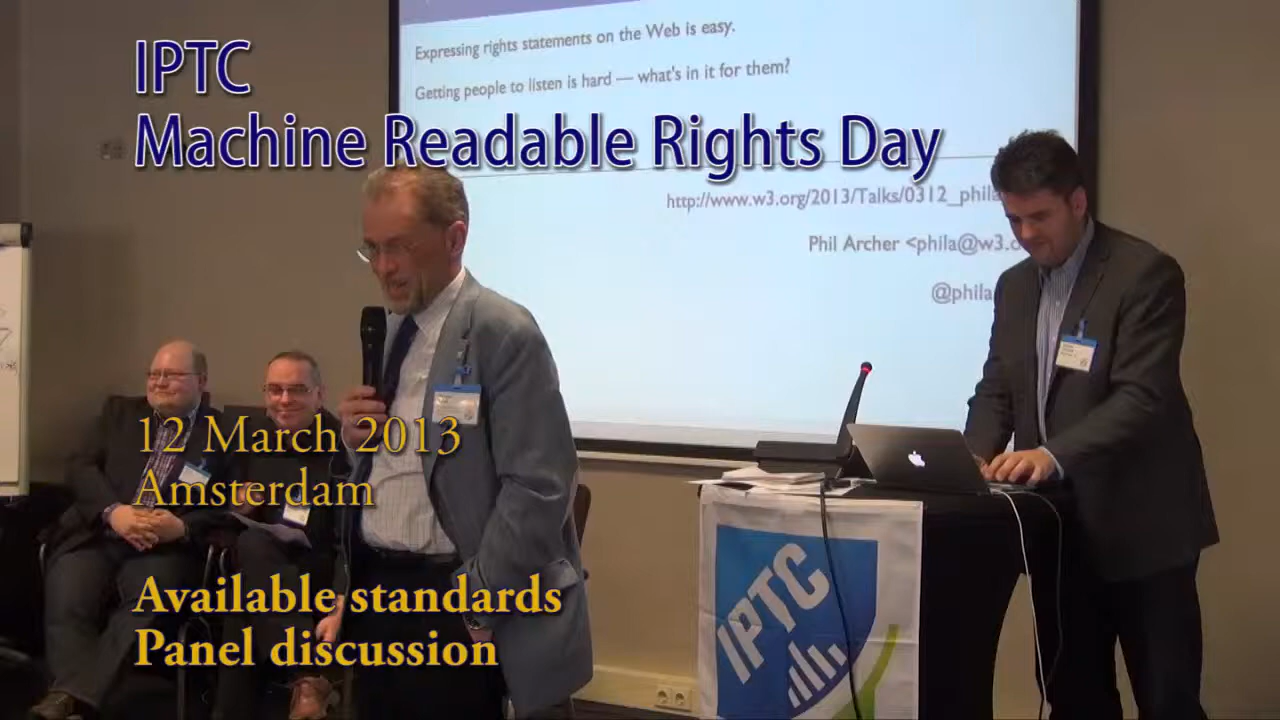 IPTC
Machine Readable Rights Day
Expressing rights statements on the Web is easy.
Getting people to listen is hard — what's in it for them?
http://www.w3.org/2013/Talks/0312_phila
Phil Archer <phila@w3.o
@phila
12 March 2013
Amsterdam
Available standards
Panel discussion
IPTC